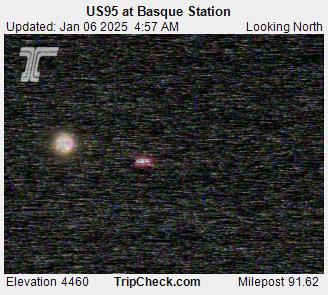 US95 at Basque Station
Updated: Jan 06 2025 4:57 AM Looking North
Elevation 4460 TripCheck.com Milepost 91.62